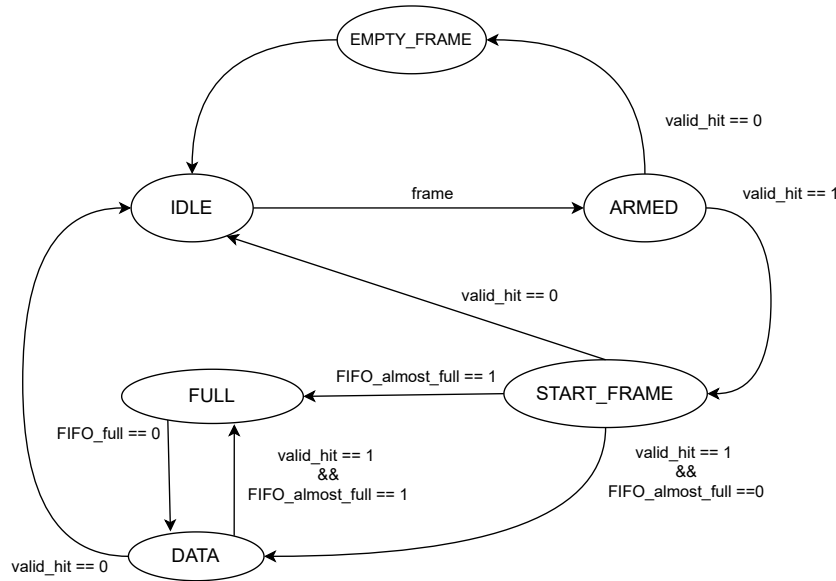 EMPTY_FRAME
valid_hit == 0
IDLE
frame
ARMED
valid_hit == 1
valid_hit == 0
FULL
FIFO_almost_full == 1
START_FRAME
FIFO_full == 0
valid_hit == 1
&&
FIFO_almost_full == 1
valid_hit == 1
&&
FIFO_almost_full ==0
valid_hit == 0
DATA